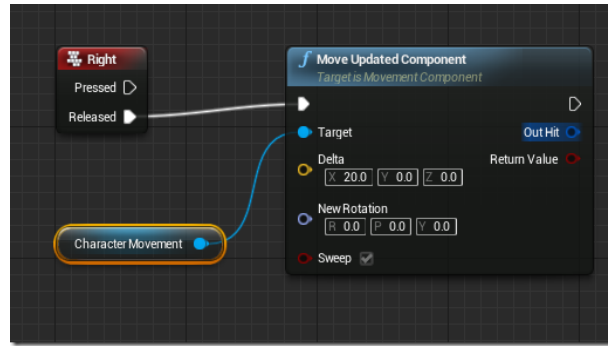 Right
Pressed
Released
Move Updated Component
Target is Movement Component
Target
Out Hit
Delta
Return Value
X 20.0 Y 0.0 Z 0.0
New Rotation
R 0.0 P 0.0 Y 0.0
Character Movement
Sweep